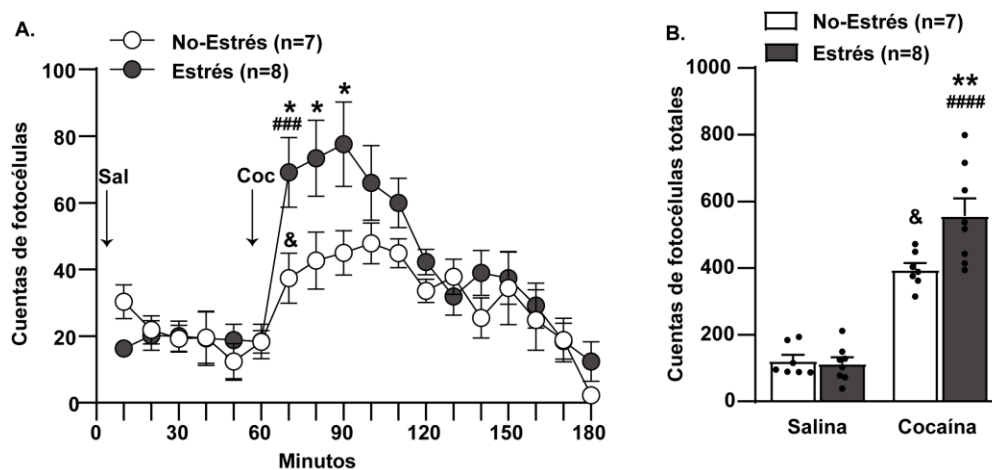 A.
No-Estrés (n=7)
Estrés (n=8)
Cuentas de fotocélulas
100
80
60
40
20
0
Sal
Coc
* * *
###
&
0 30 60 90 120 150 180
Minutos
B.
No-Estrés (n=7)
Estrés (n=8)
Cuentas de fotocélulas totales
1000
800
600
400
200
0
**
####
&
Salina Cocaína